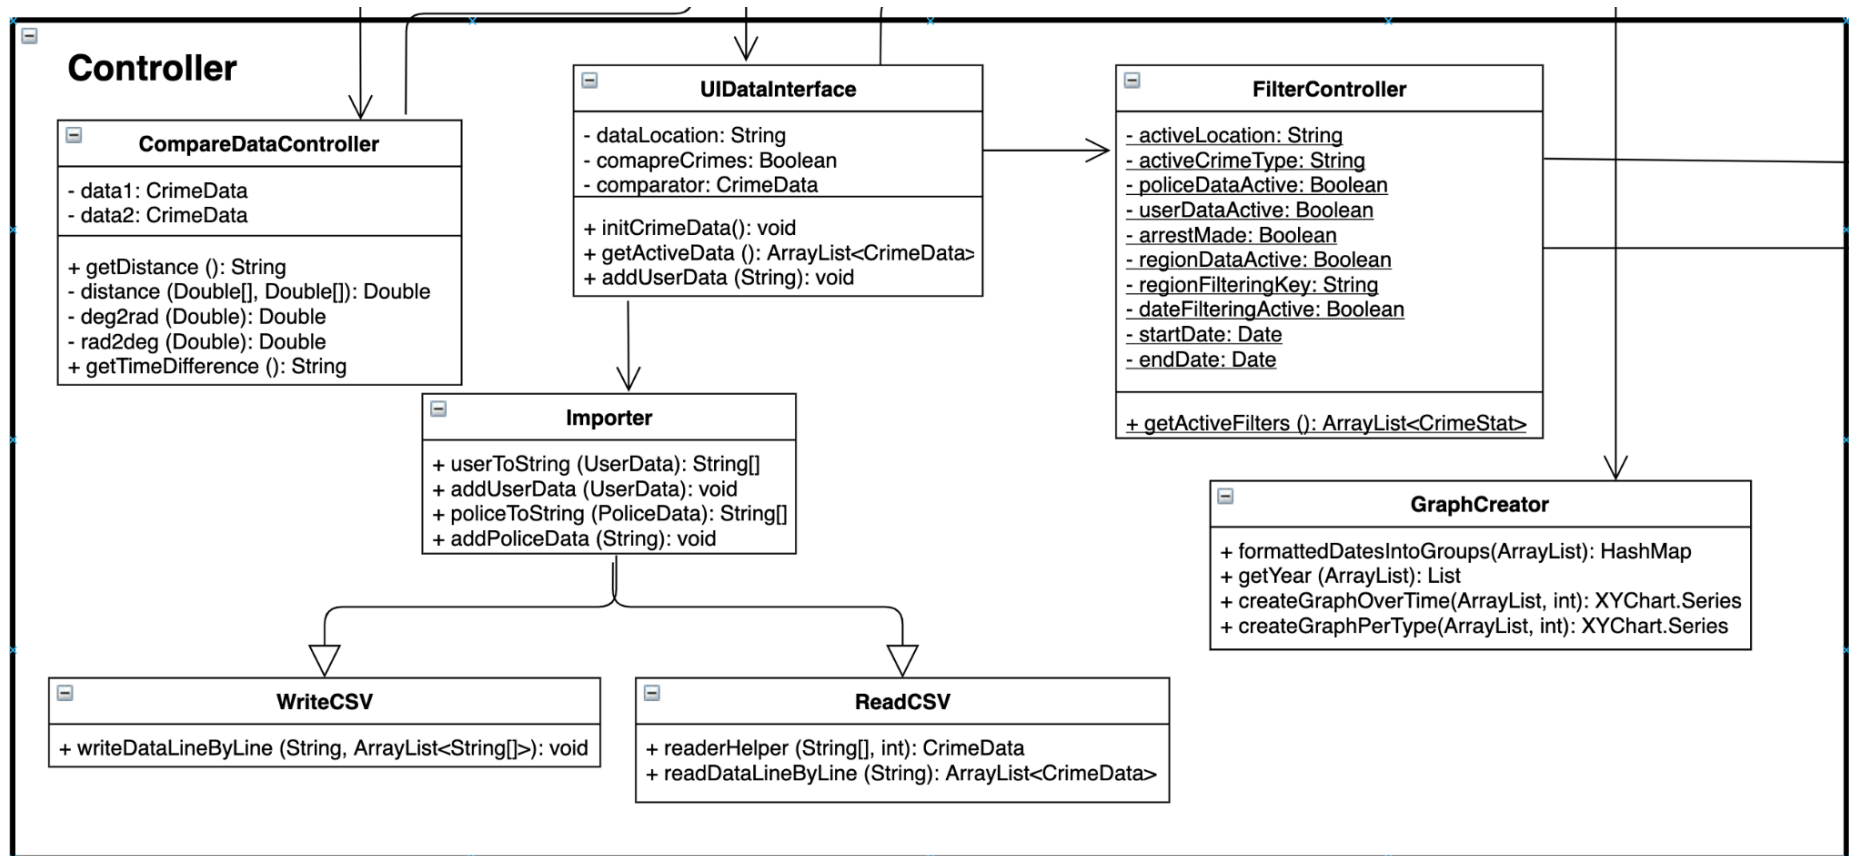 Controller
CompareDataController
- data1: CrimeData
- data2: CrimeData
+ getDistance (): String
- distance (Double[], Double[]): Double
- deg2rad (Double): Double
- rad2deg (Double): Double
+ getTimeDifference (): String
UIDataInterface
- dataLocation: String
- comapreCrimes: Boolean
- comparator: CrimeData
+ initCrimeData(): void
+ getActiveData (): ArrayList<CrimeData>
+ addUserData (String): void
FilterController
- activeLocation: String
- activeCrimeType: String
- policeDataActive: Boolean
- userDataActive: Boolean
- arrestMade: Boolean
- regionDataActive: Boolean
- regionFilteringKey: String
- dateFilteringActive: Boolean
- startDate: Date
- endDate: Date
+ getActiveFilters (): ArrayList<CrimeStat>
Importer
+ userToString (UserData): String[]
+ addUserData (UserData): void
+ policeToString (PoliceData): String[]
+ addPoliceData (String): void
GraphCreator
+ formattedDatesIntoGroups(ArrayList): HashMap
+ getYear (ArrayList): List
+ createGraphOverTime(ArrayList, int): XYChart.Series
+ createGraphPerType(ArrayList, int): XYChart.Series
WriteCSV
+ writeDataLineByLine (String, ArrayList<String[]>): void
ReadCSV
+ readerHelper (String[], int): CrimeData
+ readDataLineByLine (String): ArrayList<CrimeData>